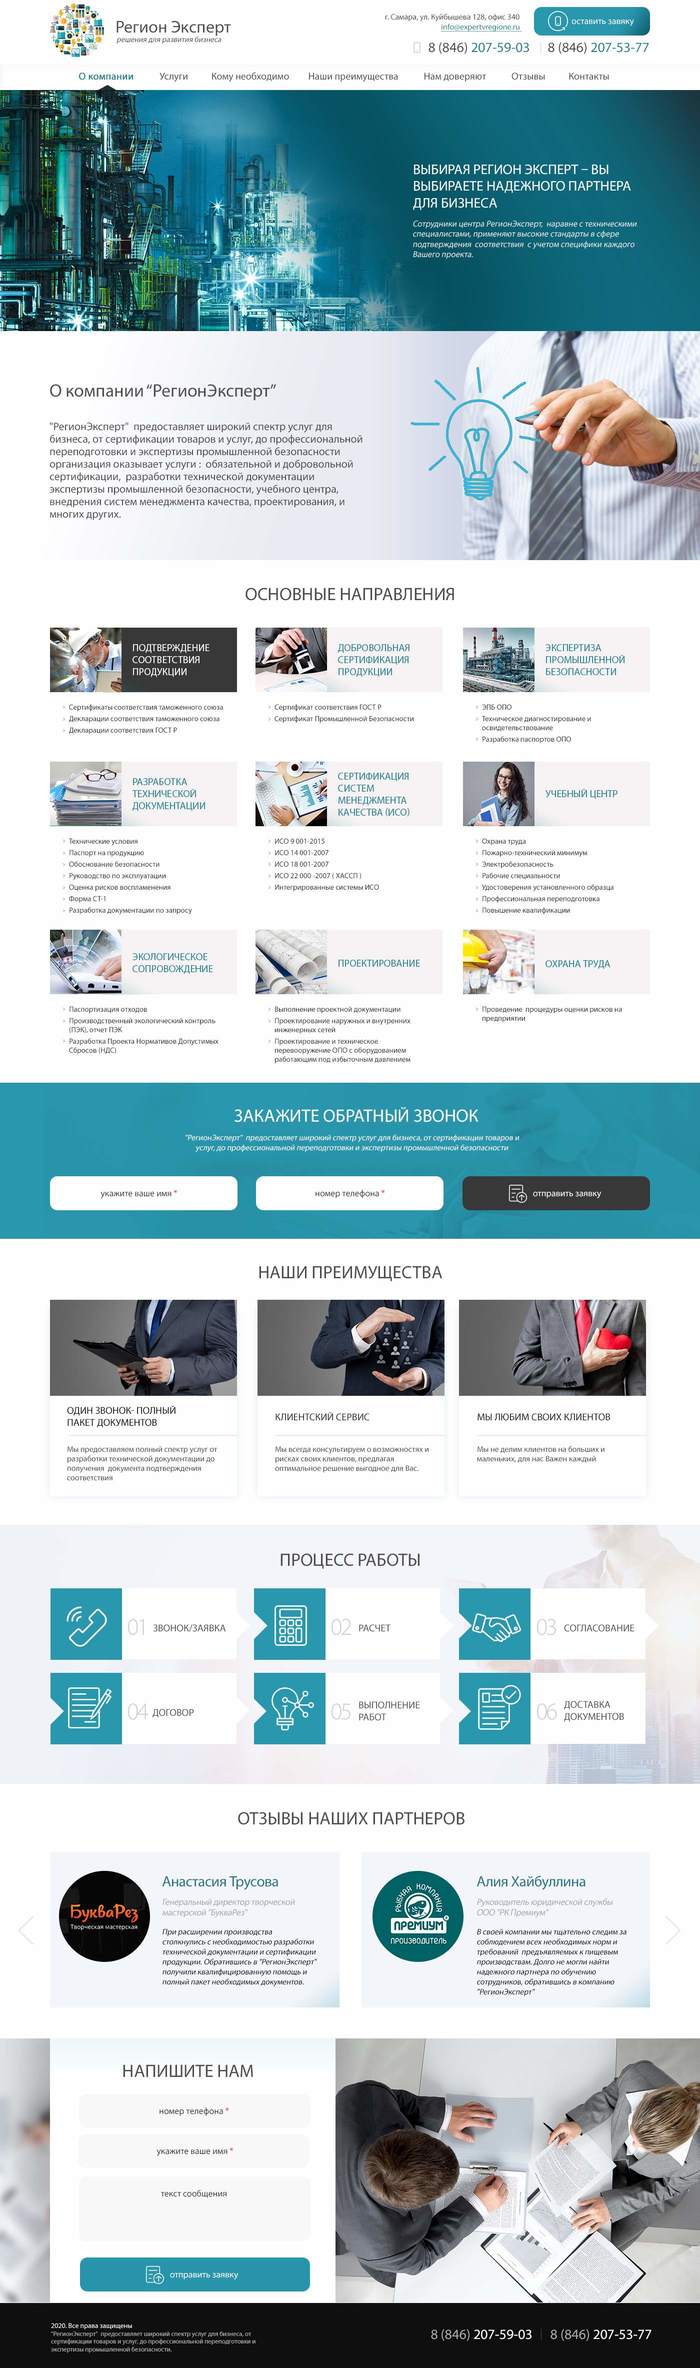 Регион Эксперт
решения для развития бизнеса
г. Самара, ул. Куйбышева 128, офис 340
info@expertvregione.ru
оставить заявку
8 (846) 207-59-03
8 (846) 207-53-77
О компании
Услуги
Кому необходимо
Наши преимущества
Нам доверяют
Отзывы
Контакты
ВЫБИРАЯ РЕГИОН ЭКСПЕРТ – ВЫ
ВЫБИРАЕТЕ НАДЕЖНОГО ПАРТНЕРА
ДЛЯ БИЗНЕСА
Сотрудники центра РегионЭксперт, наравне с техническими
специалистами, применяют высокие стандарты в сфере
подтверждения соответствия с учетом специфики каждого
Вашего проекта.
О компании “РегионЭксперт”
"РегионЭксперт" предоставляет широкий спектр услуг для
бизнеса, от сертификации товаров и услуг, до профессиональной
переподготовки и экспертизы промышленной безопасности
организация оказывает услуги : обязательной и добровольной
сертификации, разработки технической документации
экспертизы промышленной безопасности, учебного центра,
внедрения систем менеджмента качества, проектирования, и
многих других.
ОСНОВНЫЕ НАПРАВЛЕНИЯ
ПОДТВЕРЖДЕНИЕ
СООТВЕТСТВИЯ
ПРОДУКЦИИ
Сертификаты соответствия таможенного союза
Декларации соответствия таможенного союза
Декларации соответствия ГОСТ Р
ДОБРОВОЛЬНАЯ
СЕРТИФИКАЦИЯ
ПРОДУКЦИИ
Сертификат соответствия ГОСТ Р
Сертификат Промышленной Безопасности
ЭКСПЕРТИЗА
ПРОМЫШЛЕННОЙ
БЕЗОПАСНОСТИ
ЭПБ ОПО
Техническое диагностирование и
освидетельствование
Разработка паспортов ОПО
РАЗРАБОТКА
ТЕХНИЧЕСКОЙ
ДОКУМЕНТАЦИИ
Технические условия
Паспорт на продукцию
Обоснование безопасности
Руководство по эксплуатации
Оценка рисков воспламенения
Форма СТ-1
Разработка документации по запросу
СЕРТИФИКАЦИЯ
СИСТЕМ
МЕНЕДЖМЕНТА
КАЧЕСТВА (ИСО)
ИСО 9 001-2015
ИСО 14 001-2007
ИСО 18 001-2007
ИСО 22 000 -2007 ( ХАССП )
Интегрированные системы ИСО
УЧЕБНЫЙ ЦЕНТР
Охрана труда
Пожарно-технический минимум
Электробезопасность
Рабочие специальности
Удостоверения установленного образца
Профессиональная переподготовка
Повышение квалификации
ЭКОЛОГИЧЕСКОЕ
СОПРОВОЖДЕНИЕ
Паспортизация отходов
Производственный экологический контроль
(ПЭК), отчет ПЭК
Разработка Проекта Нормативов Допустимых
Сбросов (НДС)
ПРОЕКТИРОВАНИЕ
Выполнение проектной документации
Проектирование наружных и внутренних
инженерных сетей
Проектирование и техническое
перевооружение ОПО с оборудованием
работающим под избыточным давлением
ОХРАНА ТРУДА
Проведение процедуры оценки рисков на
предприятии
ЗАКАЖИТЕ ОБРАТНЫЙ ЗВОНОК
"РегионЭксперт" предоставляет широкий спектр услуг для бизнеса, от сертификации товаров и
услуг, до профессиональной переподготовки и экспертизы промышленной безопасности
укажите ваше имя *
номер телефона *
отправить заявку
НАШИ ПРЕИМУЩЕСТВА
ОДИН ЗВОНОК- ПОЛНЫЙ
ПАКЕТ ДОКУМЕНТОВ
Мы предоставляем полный спектр услуг от
разработки технической документации до
получения документа подтверждения
соответствия
КЛИЕНТСКИЙ СЕРВИС
Мы всегда консультируем о возможностях и
рисках своих клиентов, предлагая
оптимальное решение выгодное для Вас.
МЫ ЛЮБИМ СВОИХ КЛИЕНТОВ
Мы не делим клиентов на больших и
маленьких, для нас Важен каждый
ПРОЦЕСС РАБОТЫ
01 ЗВОНОК/ЗАЯВКА
02 РАСЧЕТ
03 СОГЛАСОВАНИЕ
04 ДОГОВОР
05 ВЫПОЛНЕНИЕ
РАБОТ
06 ДОСТАВКА
ДОКУМЕНТОВ
ОТЗЫВЫ НАШИХ ПАРТНЕРОВ
БукваРез
Творческая мастерская
Анастасия Трусова
Генеральный директор творческой
мастерской "БукваРез"
При расширении производства
столкнулись с необходимостью разработки
технической документации и сертификации
продукции. Обратившись в "РегионЭксперт"
получили квалифицированную помощь и
полный пакет необходимых документов.
РЫБНАЯ КОМПАНИЯ
ПРЕМИУМ
ПРОИЗВОДИТЕЛЬ
Алия Хайбуллина
Руководитель юридической службы
ООО "РК Премиум"
В своей компании мы тщательно следим за
соблюдением всех необходимых норм и
требований предъявляемых к пищевым
производствам. Долго не могли найти
надежного партнера по обучению
сотрудников, обратившись в компанию
"РегионЭксперт"
НАПИШИТЕ НАМ
номер телефона *
укажите ваше имя *
текст сообщения
отправить заявку
2020. Все права защищены
"РегионЭксперт" предоставляет широкий спектр услуг для бизнеса, от
сертификации товаров и услуг, до профессиональной переподготовки и
экспертизы промышленной безопасности.
8 (846) 207-59-03
8 (846) 207-53-77